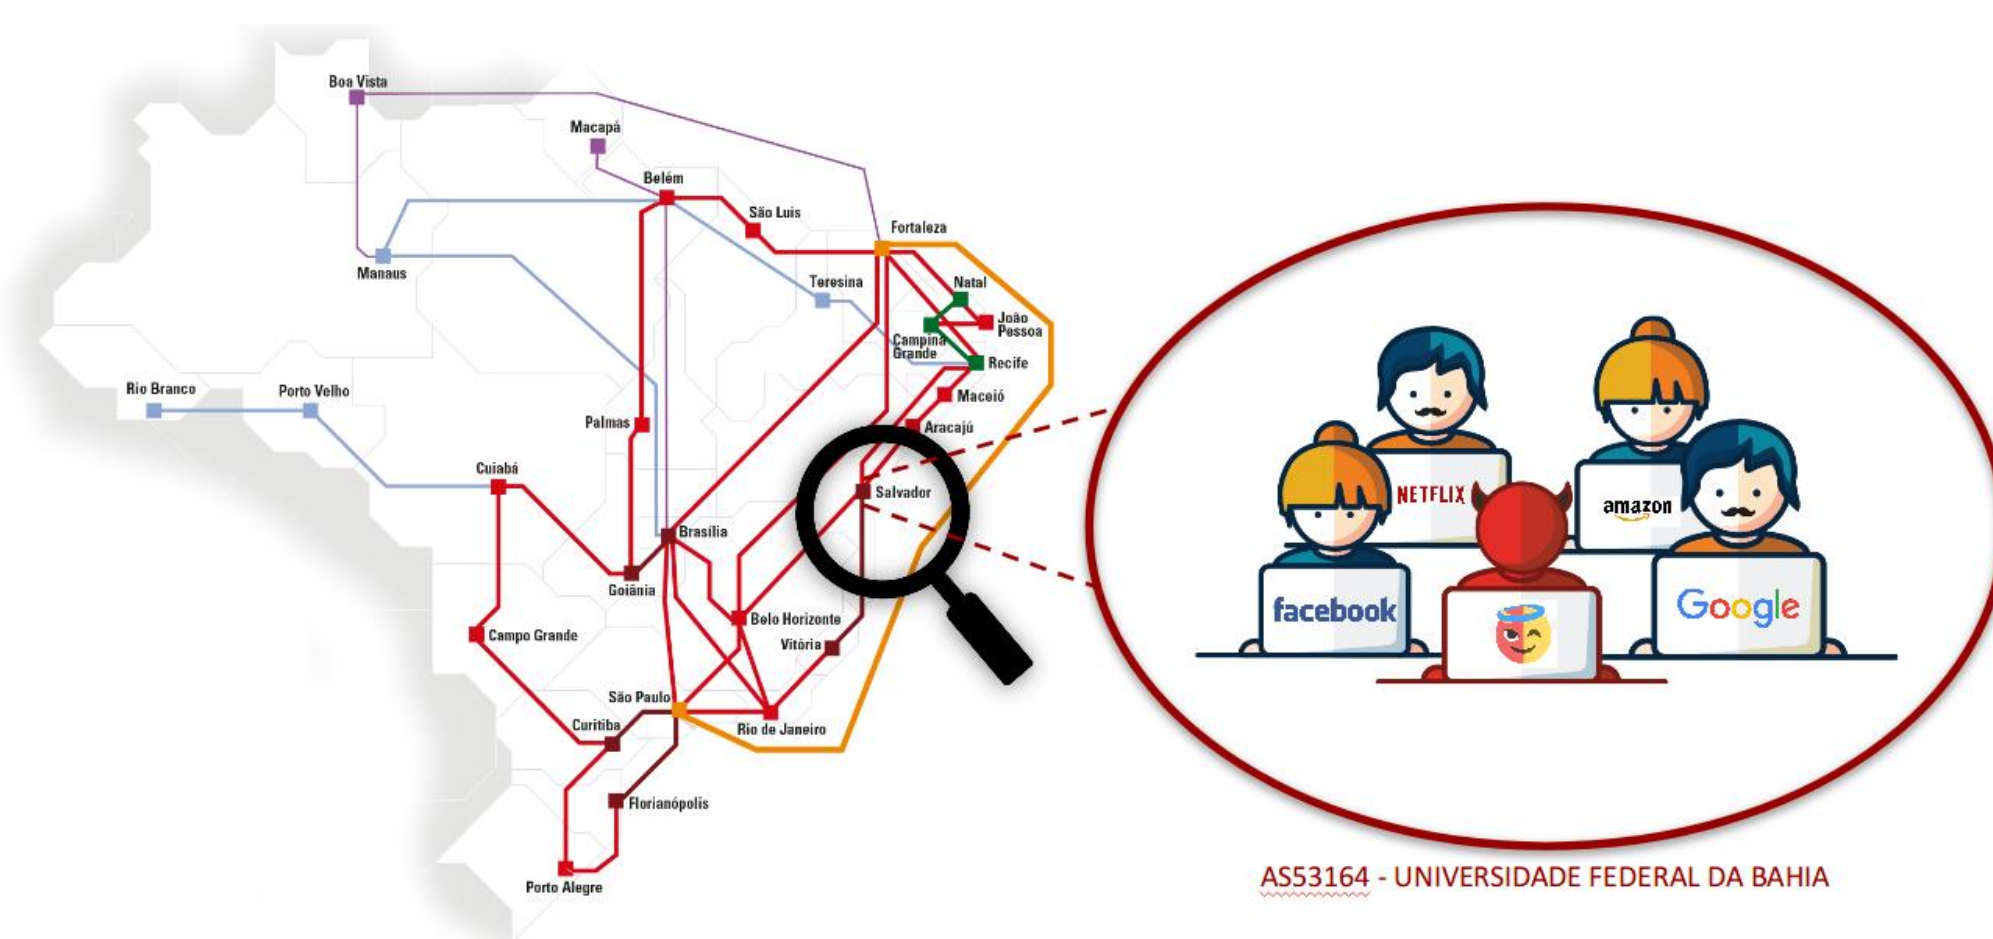 Boa Vista
Macapá
Belém
São Luis
Fortaleza
Manaus
Teresina
Natal
João
Pessoa
Campina
Grande
Recife
Rio Branco
Porto Velho
Maceió
Palmas
Aracajú
Cuiabá
Salvador
Brasília
Goiânia
Belo Horizonte
Campo Grande
Vitória
São Paulo
Curitiba
Rio de Janeiro
Florianópolis
Porto Alegre
NETFLIX
amazon
facebook
Google
AS53164 - UNIVERSIDADE FEDERAL DA BAHIA